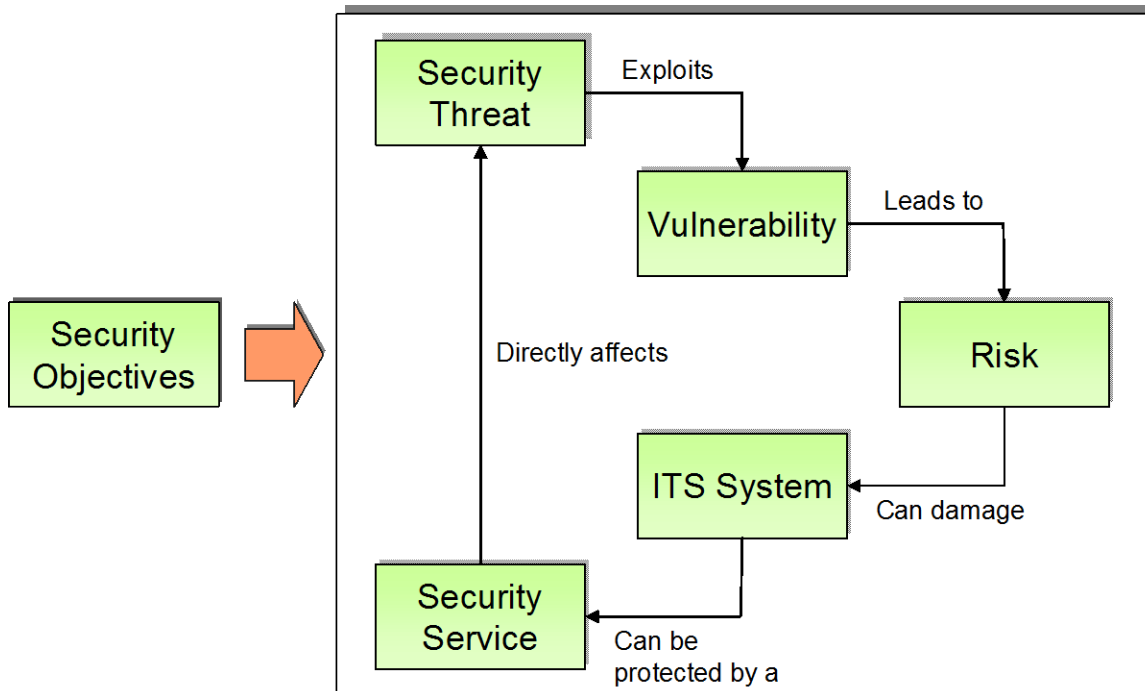 Security
Threat
Exploits
Vulnerability
Leads to
Security
Objectives
Directly affects
Risk
ITS System
Can damage
Security
Service
Can be
protected by a